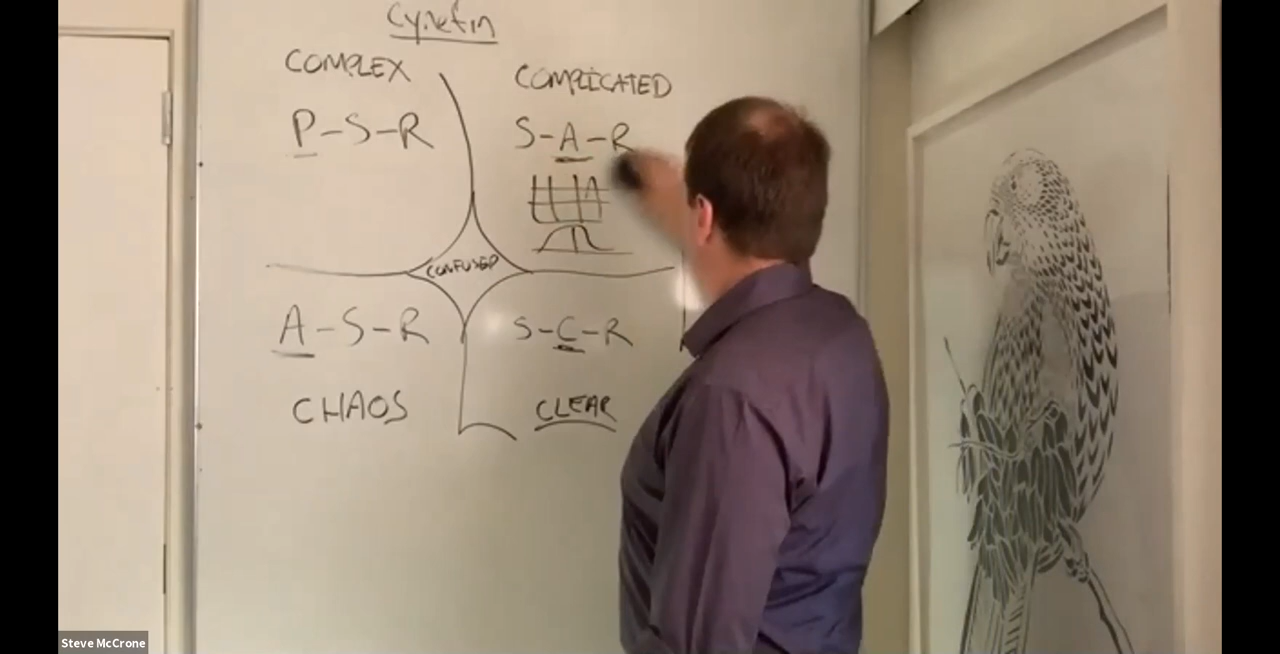 Cynefin
COMPLEX
COMPLICATED
P-S-R
S-A-R
CONFUSED
A-S-R
S-C-R
CHAOS
CLEAR
Steve McCrone